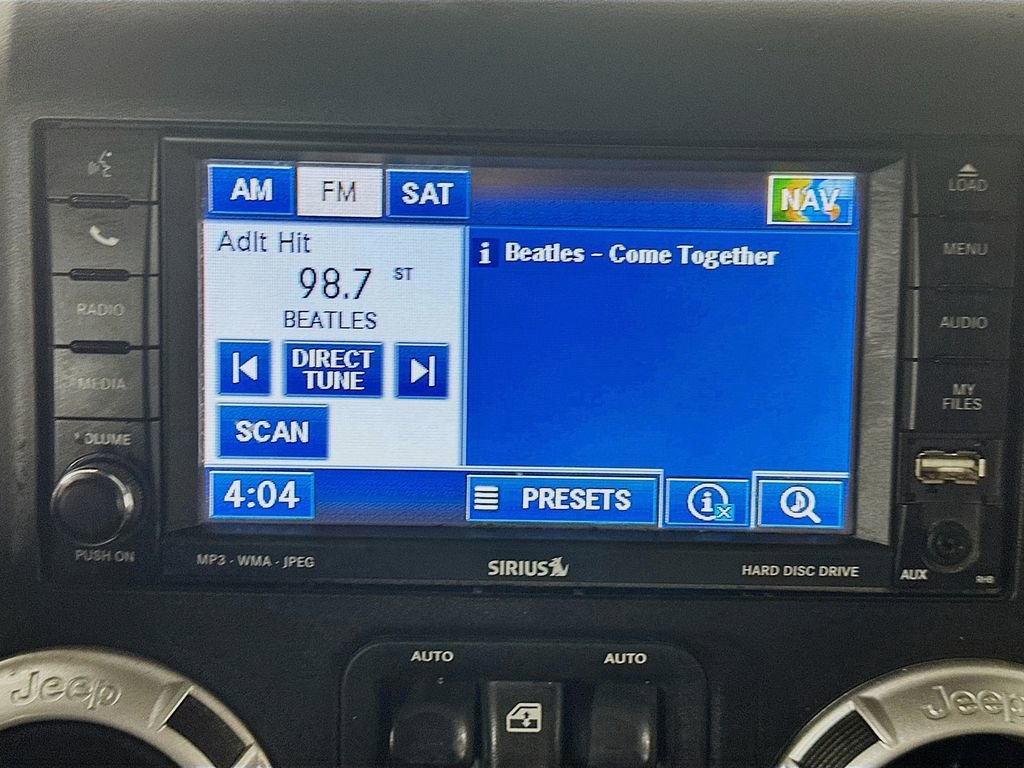 AM FM SAT NAV
Adlt Hit
98.7 ST
BEATLES
DIRECT
TUNE
SCAN
i Beatles - Come Together
4:04 PRESETS
RADIO
MEDIA
VOLUME
PUSH ON
LOAD
MENU
AUDIO
MY
FILES
AUX RHB
MP3 - WMA - JPEG SIRIUS HARD DISC DRIVE
AUTO AUTO
Jeep Jeep